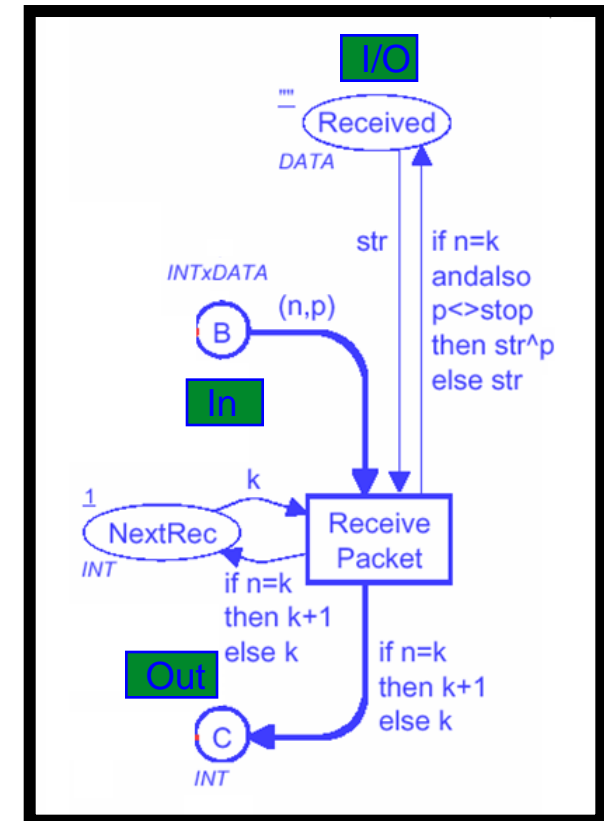 I/O
""
Received
DATA
str
if n=k
andalso
p<>stop
then str^p
else str
INTxDATA
(n,p)
B
In
k
1
NextRec
INT
Receive
Packet
if n=k
then k+1
else k
Out
if n=k
then k+1
else k
C
INT